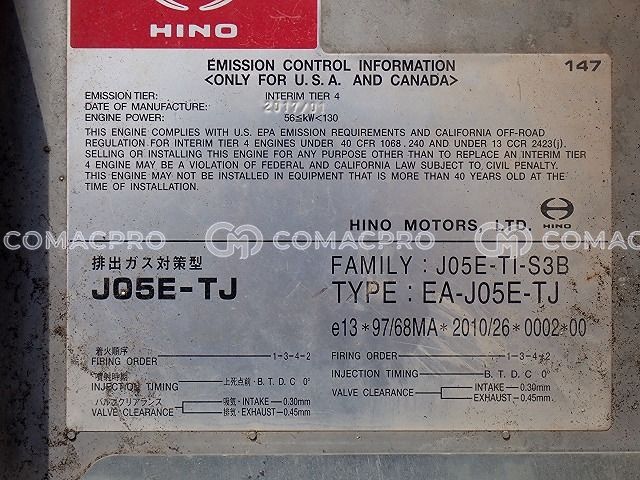 HINO
EMISSION CONTROL INFORMATION
<ONLY FOR U.S.A. AND CANADA>
147
EMISSION TIER: INTERIM TIER 4
DATE OF MANUFACTURE: 2017/01
ENGINE POWER: 56≦kW<130
THIS ENGINE COMPLIES WITH U.S. EPA EMISSION REQUIREMENTS AND CALIFORNIA OFF-ROAD
REGULATION FOR INTERIM TIER 4 ENGINES UNDER 40 CFR 1068.240 AND UNDER 13 CCR 2423(j).
SELLING OR INSTALLING THIS ENGINE FOR ANY PURPOSE OTHER THAN TO REPLACE AN INTERIM TIER
4 ENGINE MAY BE A VIOLATION OF FEDERAL AND CALIFORNIA LAW SUBJECT TO CIVIL PENALTY.
THIS ENGINE MAY NOT BE INSTALLED IN EQUIPMENT THAT IS MORE THAN 40 YEARS OLD AT THE
TIME OF INSTALLATION.
HINO MOTORS, LTD. HINO
COMACPRO COMACPRO COMACPRO
排出ガス対策型
J05E-TJ
FAMILY : J05E-TI-S3B
TYPE : EA-J05E-TJ
e13*97/68MA*2010/26*0002*00
着火順序
FIRING ORDER 1-3-4-2
噴射時期
INJECTION TIMING 上死点前・B.T.D.C 0°
バルブクリアランス
VALVE CLEARANCE
吸気・INTAKE-0.30mm
排気・EXHAUST-0.45mm
FIRING ORDER 1-3-4-2
INJECTION TIMING B.T.D.C 0°
VALVE CLEARANCE
INTAKE 0.30mm
EXHAUST-0.45mm